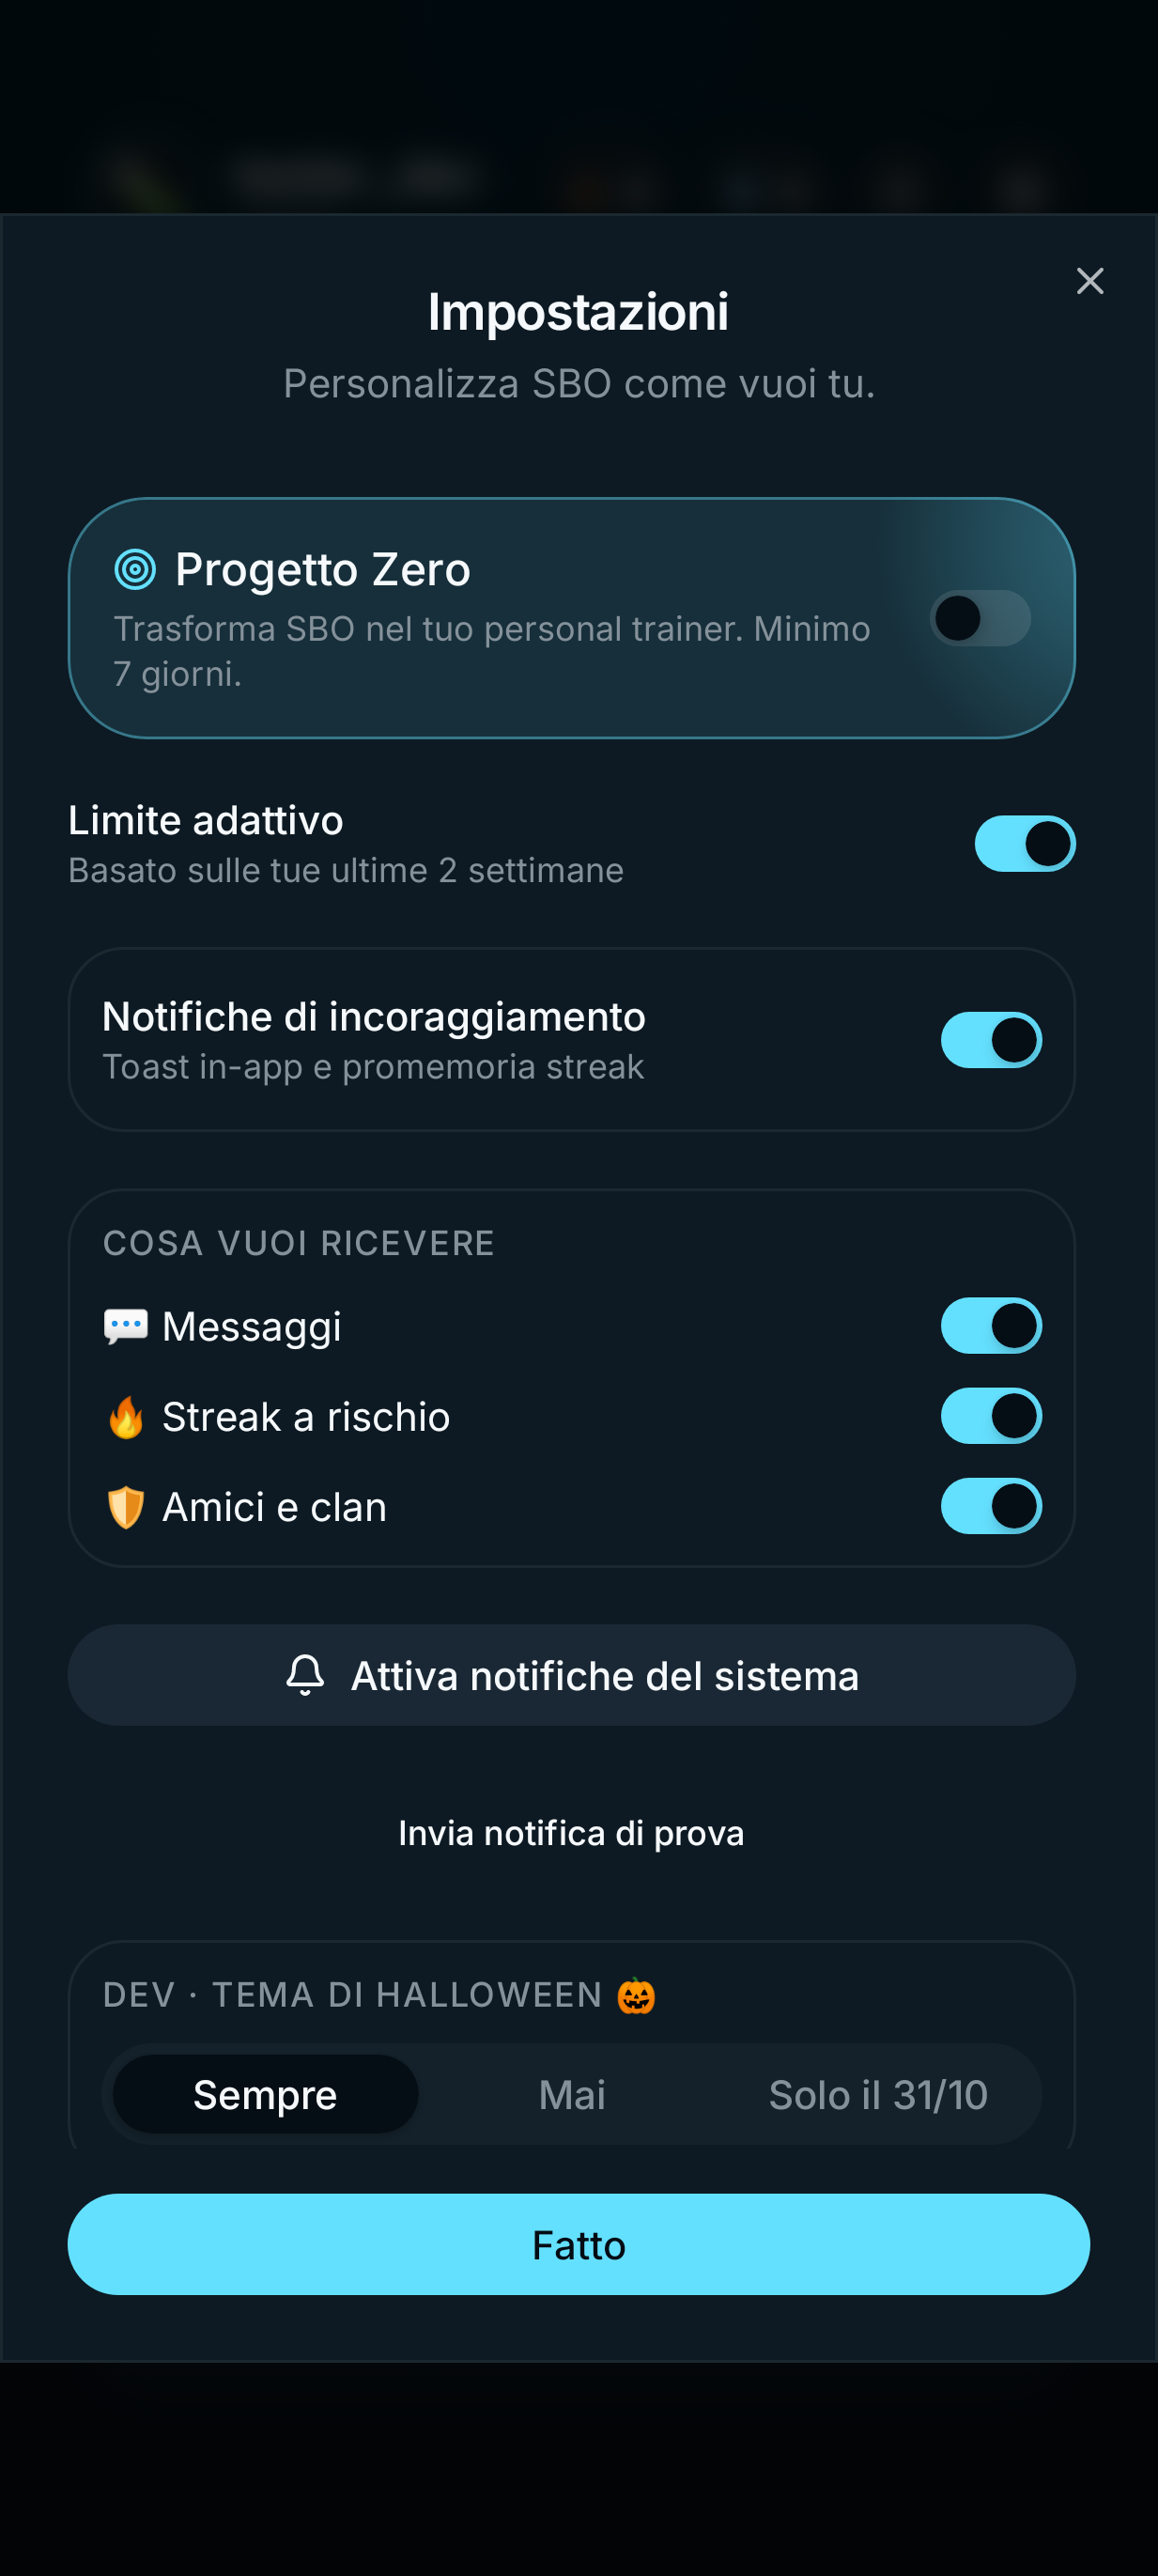 Impostazioni
Personalizza SBO come vuoi tu.
Progetto Zero
Trasforma SBO nel tuo personal trainer. Minimo
7 giorni.
Limite adattivo
Basato sulle tue ultime 2 settimane
Notifiche di incoraggiamento
Toast in-app e promemoria streak
COSA VUOI RICEVERE
💬 Messaggi
🔥 Streak a rischio
🛡️ Amici e clan
Attiva notifiche del sistema
Invia notifica di prova
DEV · TEMA DI HALLOWEEN 🎃
Sempre Mai Solo il 31/10
Fatto